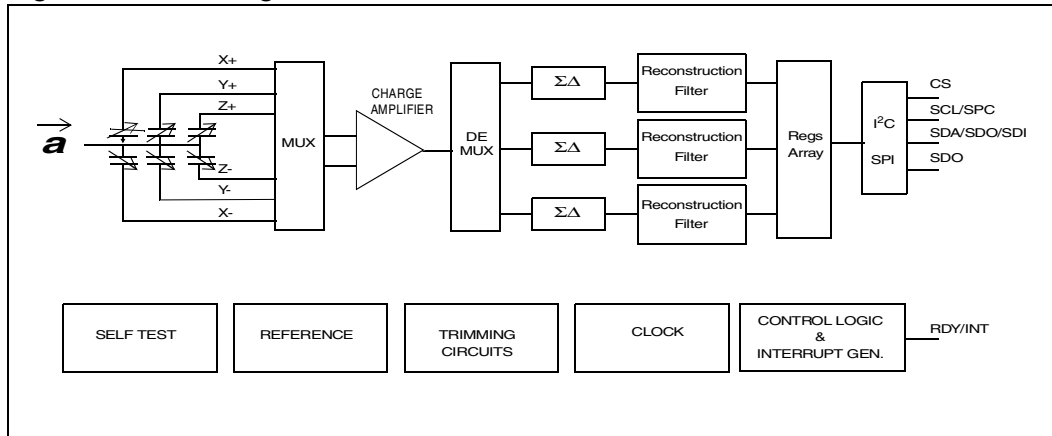 X+
Y+
Z+
a
Z-
Y-
X-
MUX
CHARGE
AMPLIFIER
DE
MUX
ΣΔ
ΣΔ
ΣΔ
Reconstruction
Filter
Reconstruction
Filter
Reconstruction
Filter
Regs
Array
I²C
SPI
CS
SCL/SPC
SDA/SDO/SDI
SDO
SELF TEST
REFERENCE
TRIMMING
CIRCUITS
CLOCK
CONTROL LOGIC
&
INTERRUPT GEN.
RDY/INT